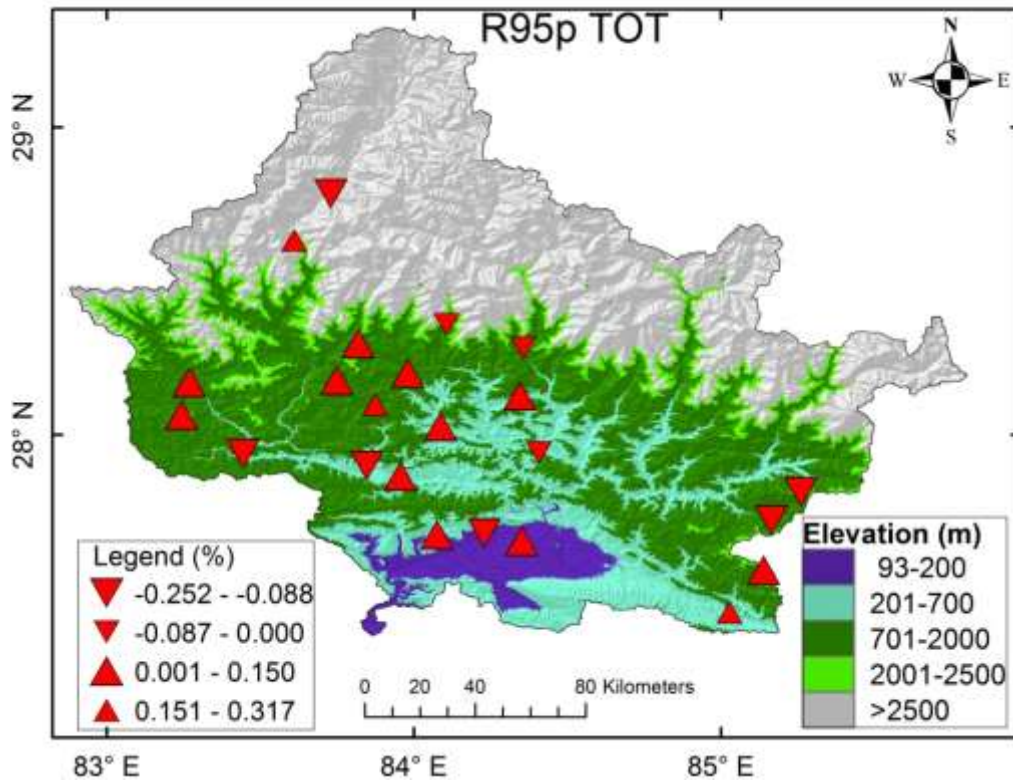 R95p TOT
N
W E
S
29° N
28° N
Legend (%)
-0.252 - -0.088
-0.087 - 0.000
0.001 - 0.150
0.151 - 0.317
0 20 40 80 Kilometers
Elevation (m)
93-200
201-700
701-2000
2001-2500
>2500
83° E 84° E 85° E